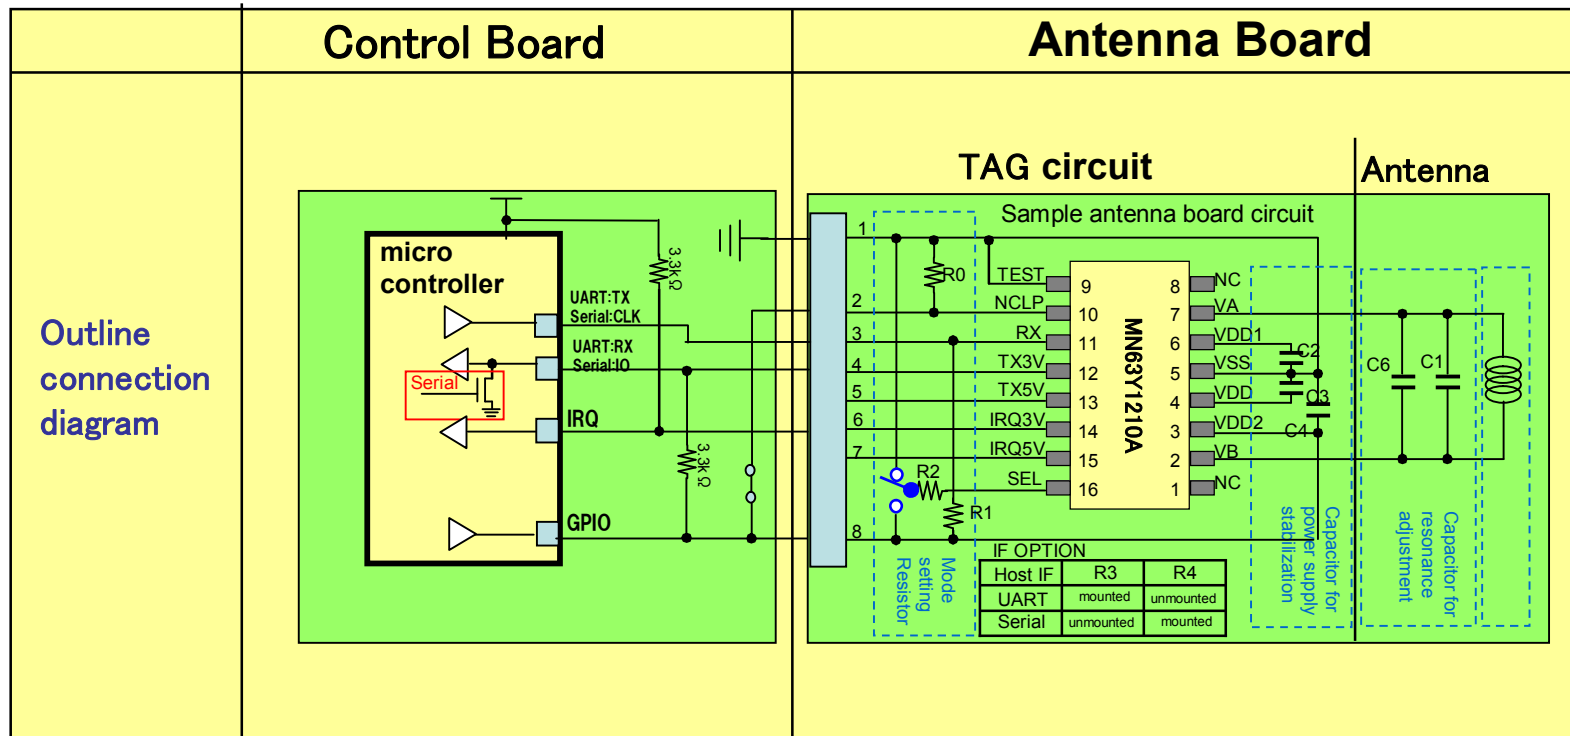 Control Board
Antenna Board
Outline
connection
diagram
TAG circuit
Antenna
Sample antenna board circuit
micro
controller
UART:TX
Serial:CLK
UART:RX
Serial:IO
Serial
IRQ
GPIO
3.3kΩ
3.3kΩ
1
2
3
4
5
6
7
8
R0
R2
R1
TEST
NCLP
RX
TX3V
TX5V
IRQ3V
IRQ5V
SEL
9
10
11
12
13
14
15
16
MN63Y1210A
8
7
6
5
4
3
2
1
NC
VA
VDD1
VSS
VDD
VDD2
VB
NC
C2
C3
C4
C6
C1
Mode
setting
Resistor
IF OPTION
Host IF R3 R4
UART mounted unmounted
Serial unmounted mounted
Capacitor for
power supply
stabilization
Capacitor for
resonance
adjustment